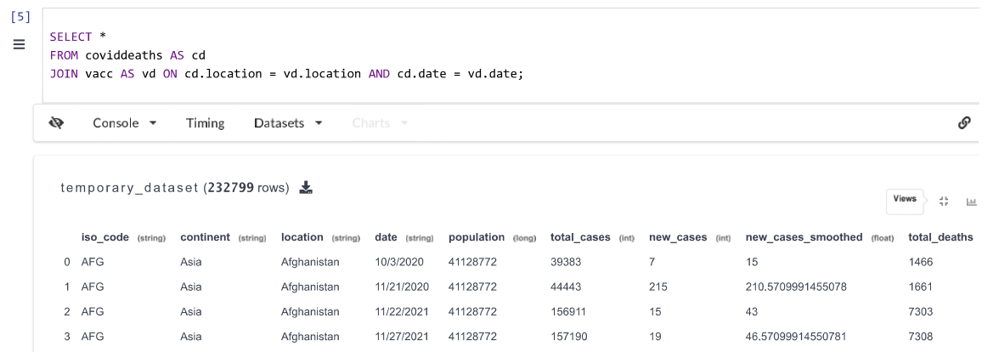 [5]
SELECT *
FROM coviddeaths AS cd
JOIN vacc AS vd ON cd.location = vd.location AND cd.date = vd.date;
Console Timing Datasets Charts
temporary_dataset (232799 rows)
Views
iso_code (string) continent (string) location (string) date (string) population (long) total_cases (int) new_cases (int) new_cases_smoothed (float) total_deaths
0 AFG Asia Afghanistan 10/3/2020 41128772 39383 7 15 1466
1 AFG Asia Afghanistan 11/21/2020 41128772 44443 215 210.5709991455078 1661
2 AFG Asia Afghanistan 11/22/2021 41128772 156911 15 43 7303
3 AFG Asia Afghanistan 11/27/2021 41128772 157190 19 46.57099914550781 7308